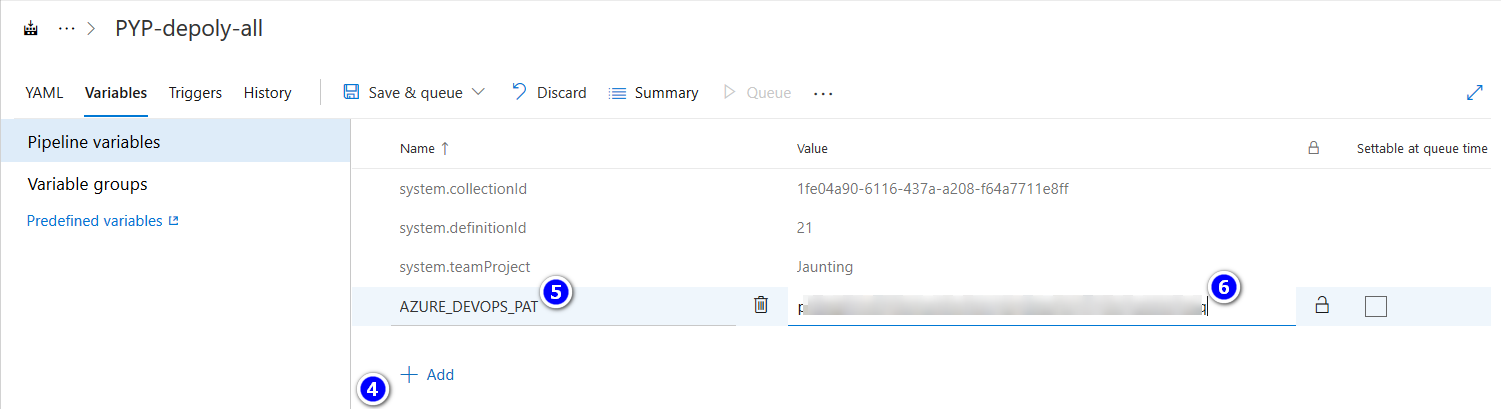 ··· > PYP-depoly-all
YAML Variables Triggers History Save & queue Discard Summary Queue ···
Pipeline variables
Variable groups
Predefined variables
Name ↑ Value Settable at queue time
system.collectionId 1fe04a90-6116-437a-a208-f64a7711e8ff
system.definitionId 21
system.teamProject Jaunting
AZURE_DEVOPS_PAT 5 6
4 + Add